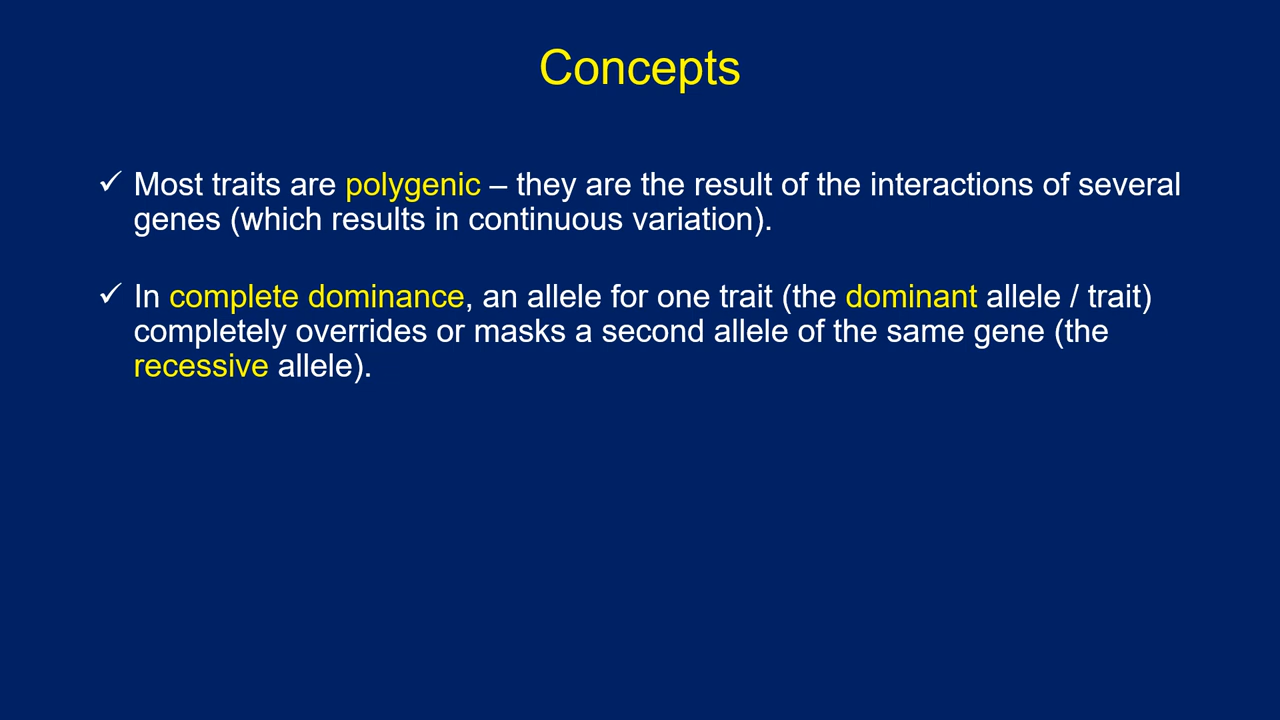 Concepts
✓ Most traits are polygenic – they are the result of the interactions of several
genes (which results in continuous variation).
✓ In complete dominance, an allele for one trait (the dominant allele / trait)
completely overrides or masks a second allele of the same gene (the
recessive allele).